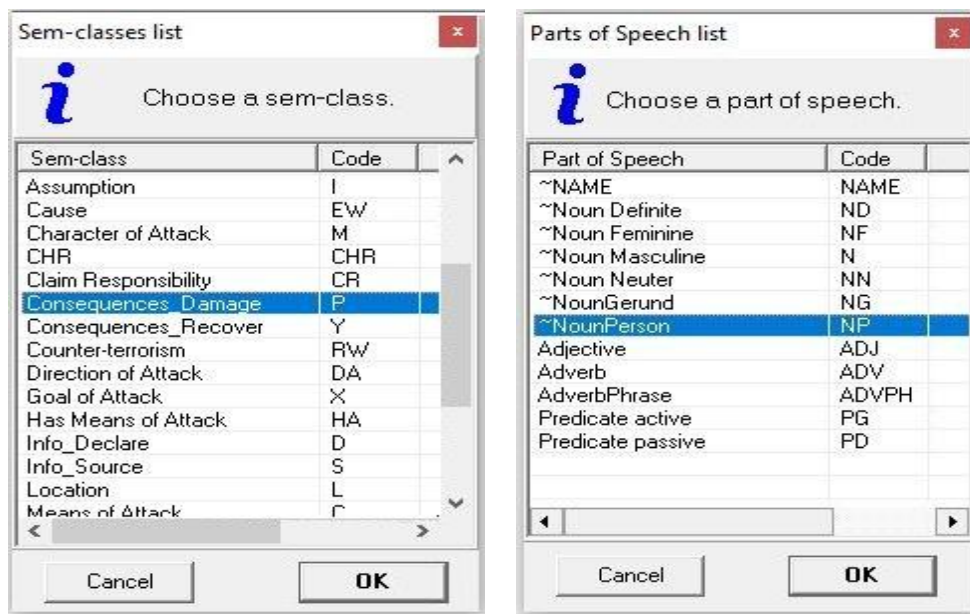 Sem-classes list
x
Choose a sem-class.
Sem-class Code
Assumption I
Cause EW
Character of Attack M
CHR CHR
Claim Responsibility CR
Consequences_Damage P
Consequences_Recover Y
Counter-terrorism RW
Direction of Attack DA
Goal of Attack X
Has Means of Attack HA
Info_Declare D
Info_Source S
Location L
Means of Attack
Cancel OK
Parts of Speech list
x
Choose a part of speech.
Part of Speech Code
~NAME NAME
~Noun Definite ND
~Noun Feminine NF
~Noun Masculine N
~Noun Neuter NN
~NounGerund NG
~NounPerson NP
Adjective ADJ
Adverb ADV
AdverbPhrase ADVPH
Predicate active PG
Predicate passive PD
Cancel OK